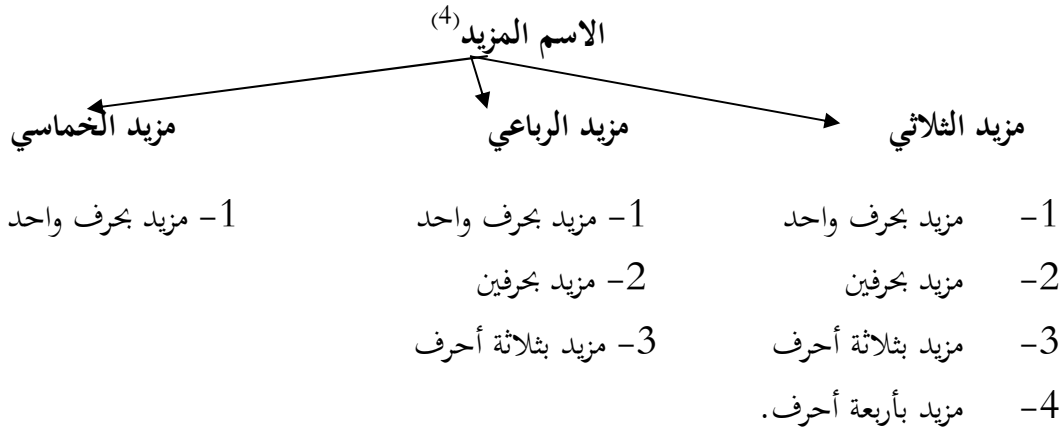 الاسم المزيد(4)
مزيد الثلاثي مزيد الرباعي مزيد الخماسي
1- مزيد بحرف واحد 1- مزيد بحرف واحد 1- مزيد بحرف واحد
2- مزيد بحرفين 2- مزيد بحرفين
3- مزيد بثلاثة أحرف 3- مزيد بثلاثة أحرف
4- مزيد بأربعة أحرف.